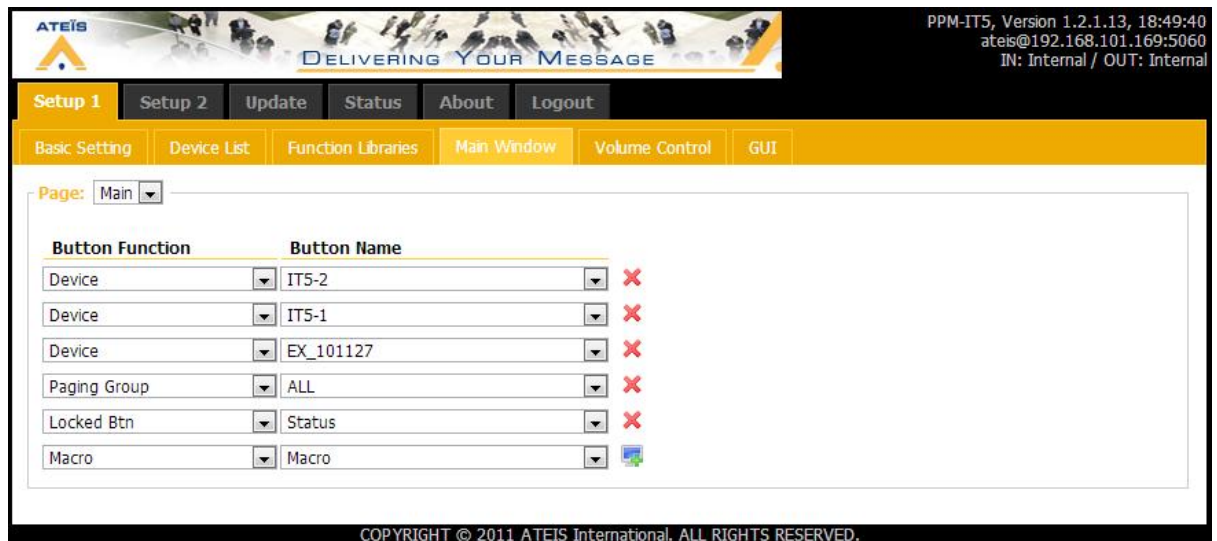 ATEÏS
DELIVERING YOUR MESSAGE
PPM-IT5, Version 1.2.1.13, 18:49:40
ateis@192.168.101.169:5060
IN: Internal / OUT: Internal
Setup 1 Setup 2 Update Status About Logout
Basic Setting Device List Function Libraries Main Window Volume Control GUI
Page: Main
Button Function Button Name
Device IT5-2
Device IT5-1
Device EX_101127
Paging Group ALL
Locked Btn Status
Macro Macro
COPYRIGHT © 2011 ATEIS International. ALL RIGHTS RESERVED.